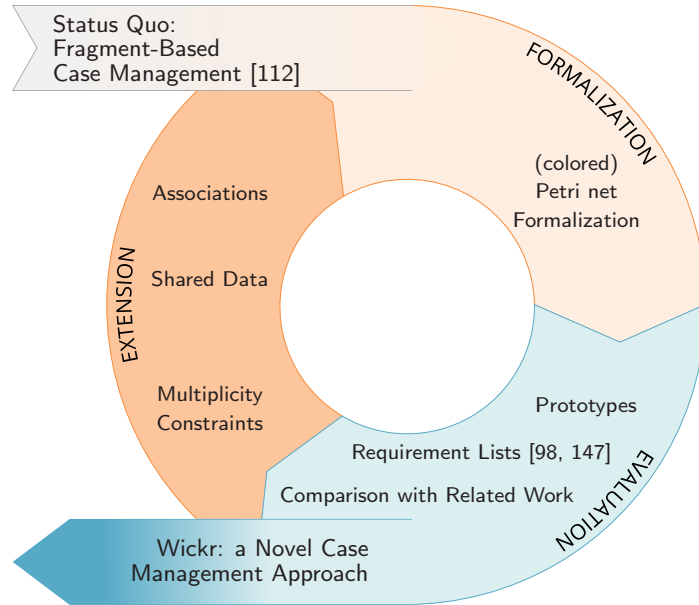 Status Quo:
Fragment-Based
Case Management [112]
FORMALIZATION
(colored)
Petri net
Formalization
Associations
Shared Data
EXTENSION
Multiplicity
Constraints
Prototypes
Requirement Lists [98, 147]
Comparison with Related Work
EVALUATION
Wickr: a Novel Case
Management Approach